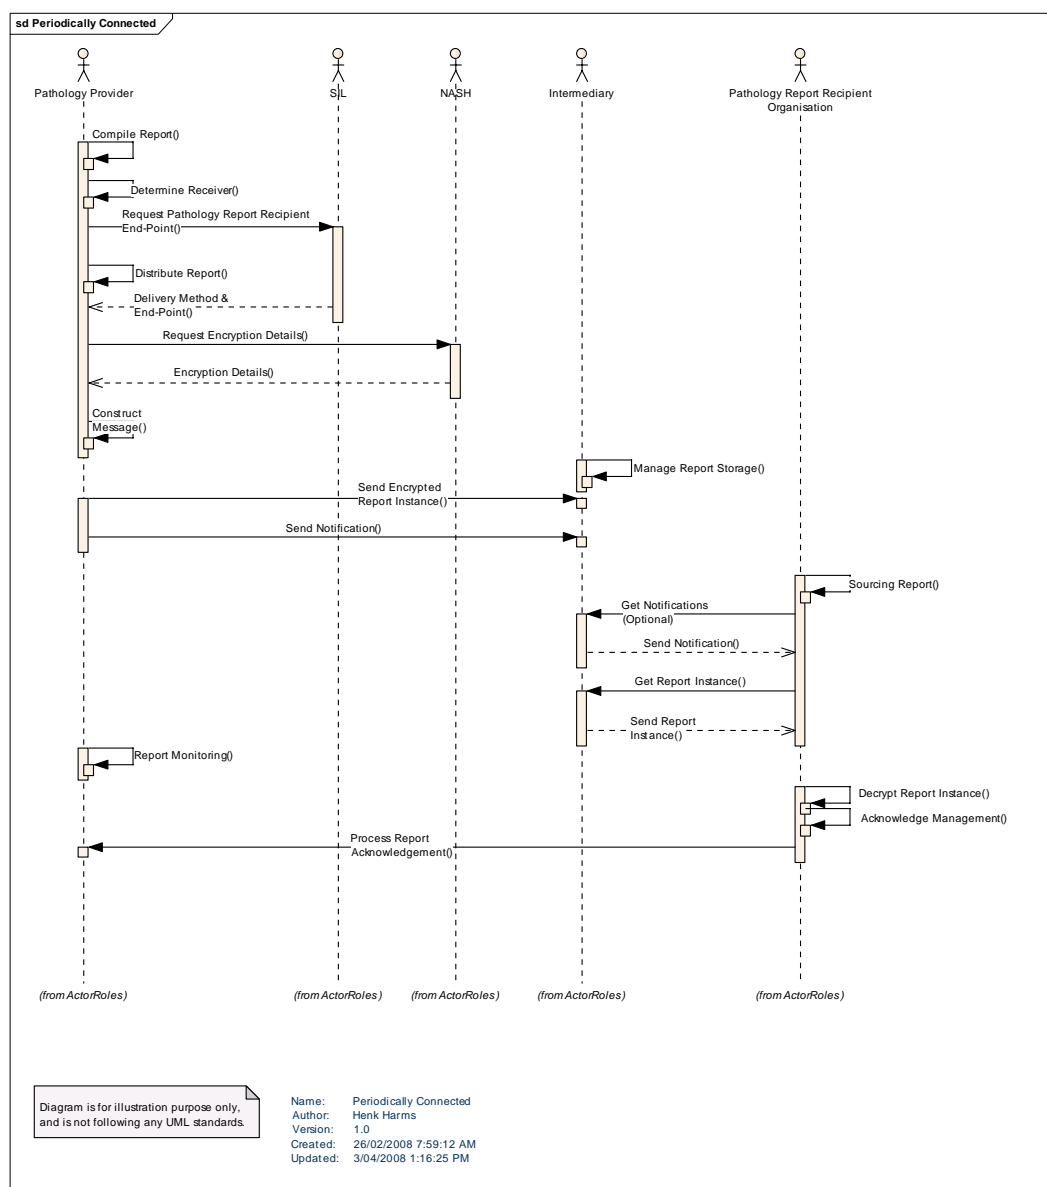 sd Periodically Connected
Pathology Provider
SIL
NASH
Intermediary
Pathology Report Recipient
Organisation
Compile Report()
Determine Receiver()
Request Pathology Report Recipient
End-Point()
Distribute Report()
Delivery Method &
End-Point()
Request Encryption Details()
Encryption Details()
Construct
Message()
Manage Report Storage()
Send Encrypted
Report Instance()
Send Notification()
Sourcing Report()
Get Notifications
(Optional)
Send Notification()
Get Report Instance()
Send Report
Instance()
Report Monitoring()
Decrypt Report Instance()
Acknowledge Management()
Process Report
Acknowledgement()
(from ActorRoles)
(from ActorRoles)
(from ActorRoles)
(from ActorRoles)
(from ActorRoles)
Diagram is for illustration purpose only,
and is not following any UML standards.
Name: Periodically Connected
Author: Henk Harms
Version: 1.0
Created: 26/02/2008 7:59:12 AM
Updated: 3/04/2008 1:16:25 PM